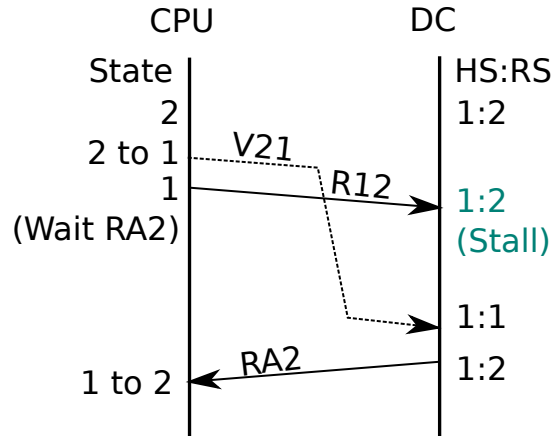 CPU DC
State HS:RS
2 1:2
2 to 1 V21
1 R12 1:2
(Wait RA2) (Stall)
1:1
1 to 2 RA2 1:2